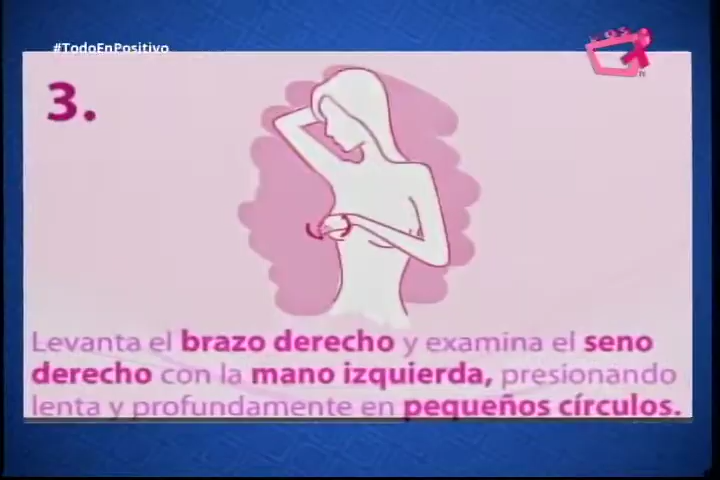 #TodoEnPositivo
3.
Levanta el brazo derecho y examina el seno
derecho con la mano izquierda, presionando
lenta y profundamente en pequeños círculos.